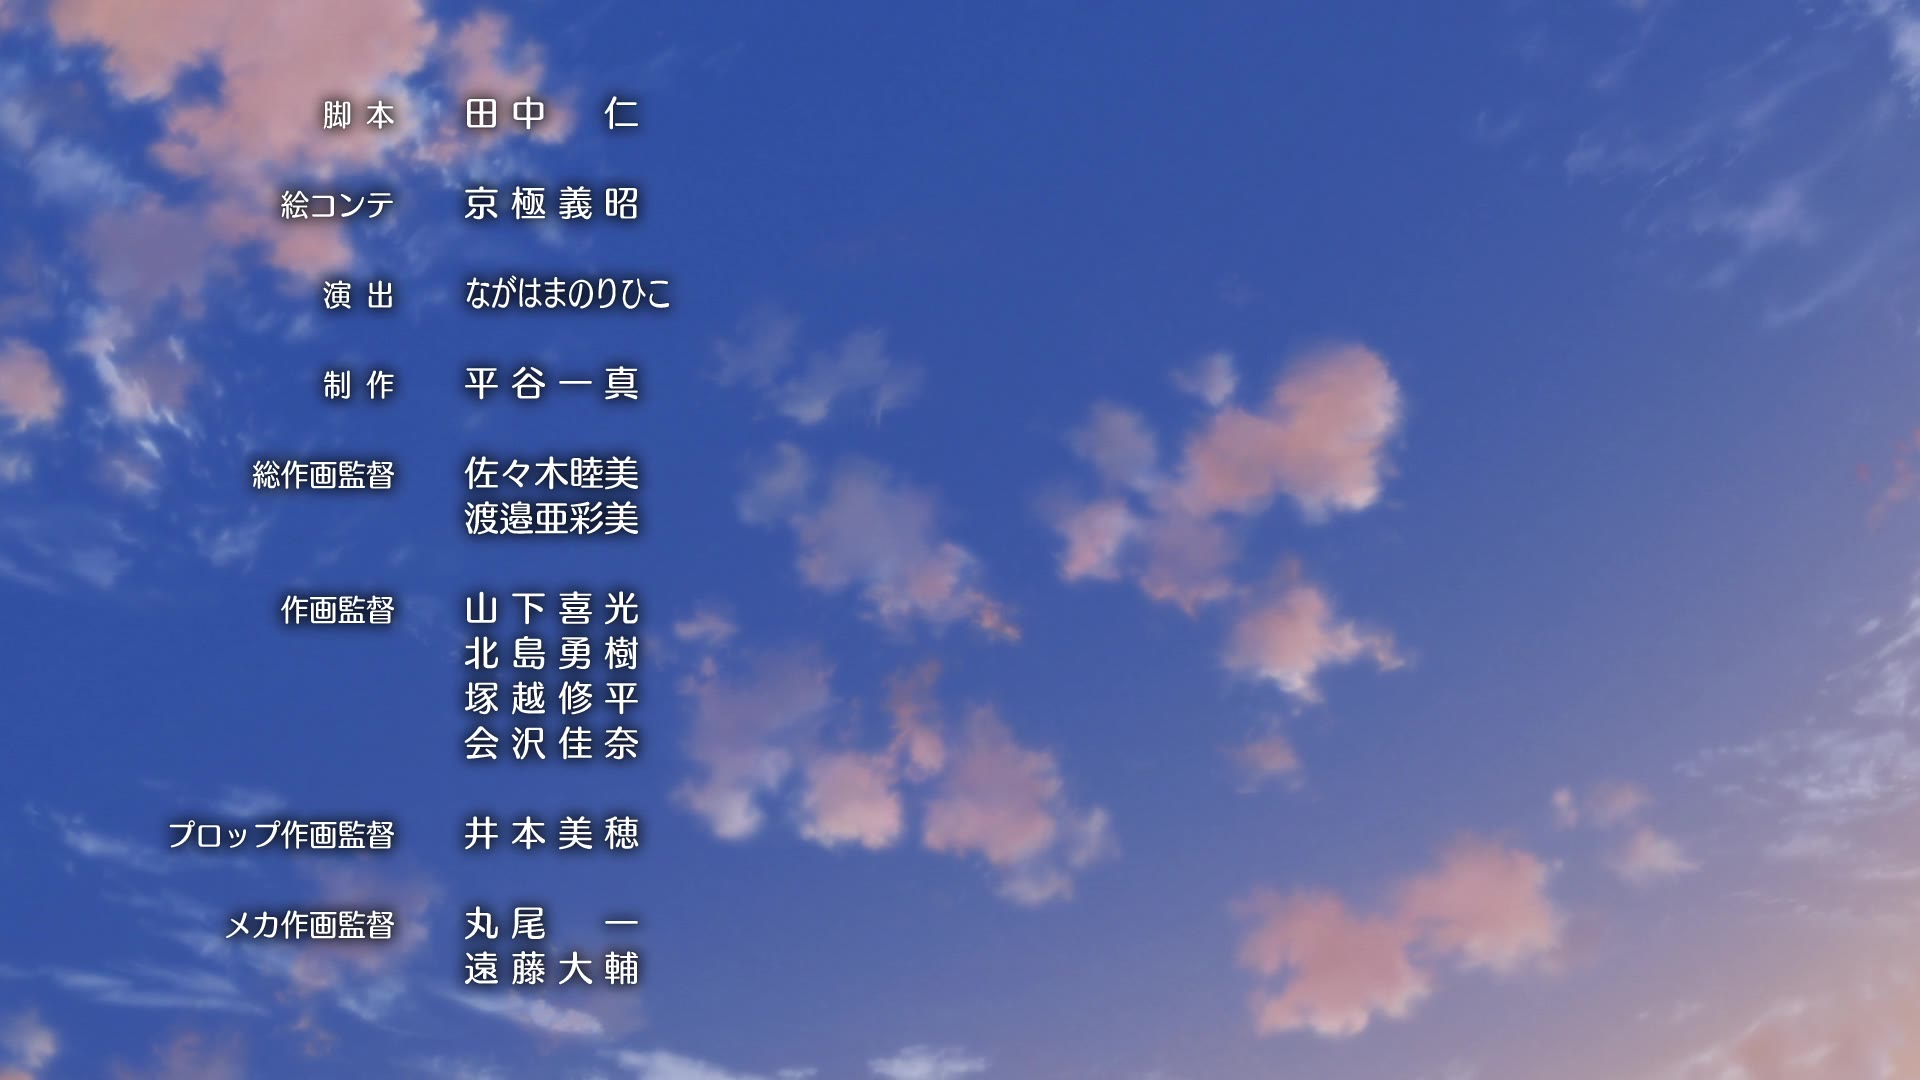 脚本 田中 仁
絵コンテ 京極義昭
演出 ながはまのりひこ
制作 平谷一真
総作画監督 佐々木睦美
渡邉亜彩美
作画監督 山下喜光
北島勇樹
塚越修平
会沢佳奈
プロップ作画監督 井本美穂
メカ作画監督 丸尾 一
遠藤大輔